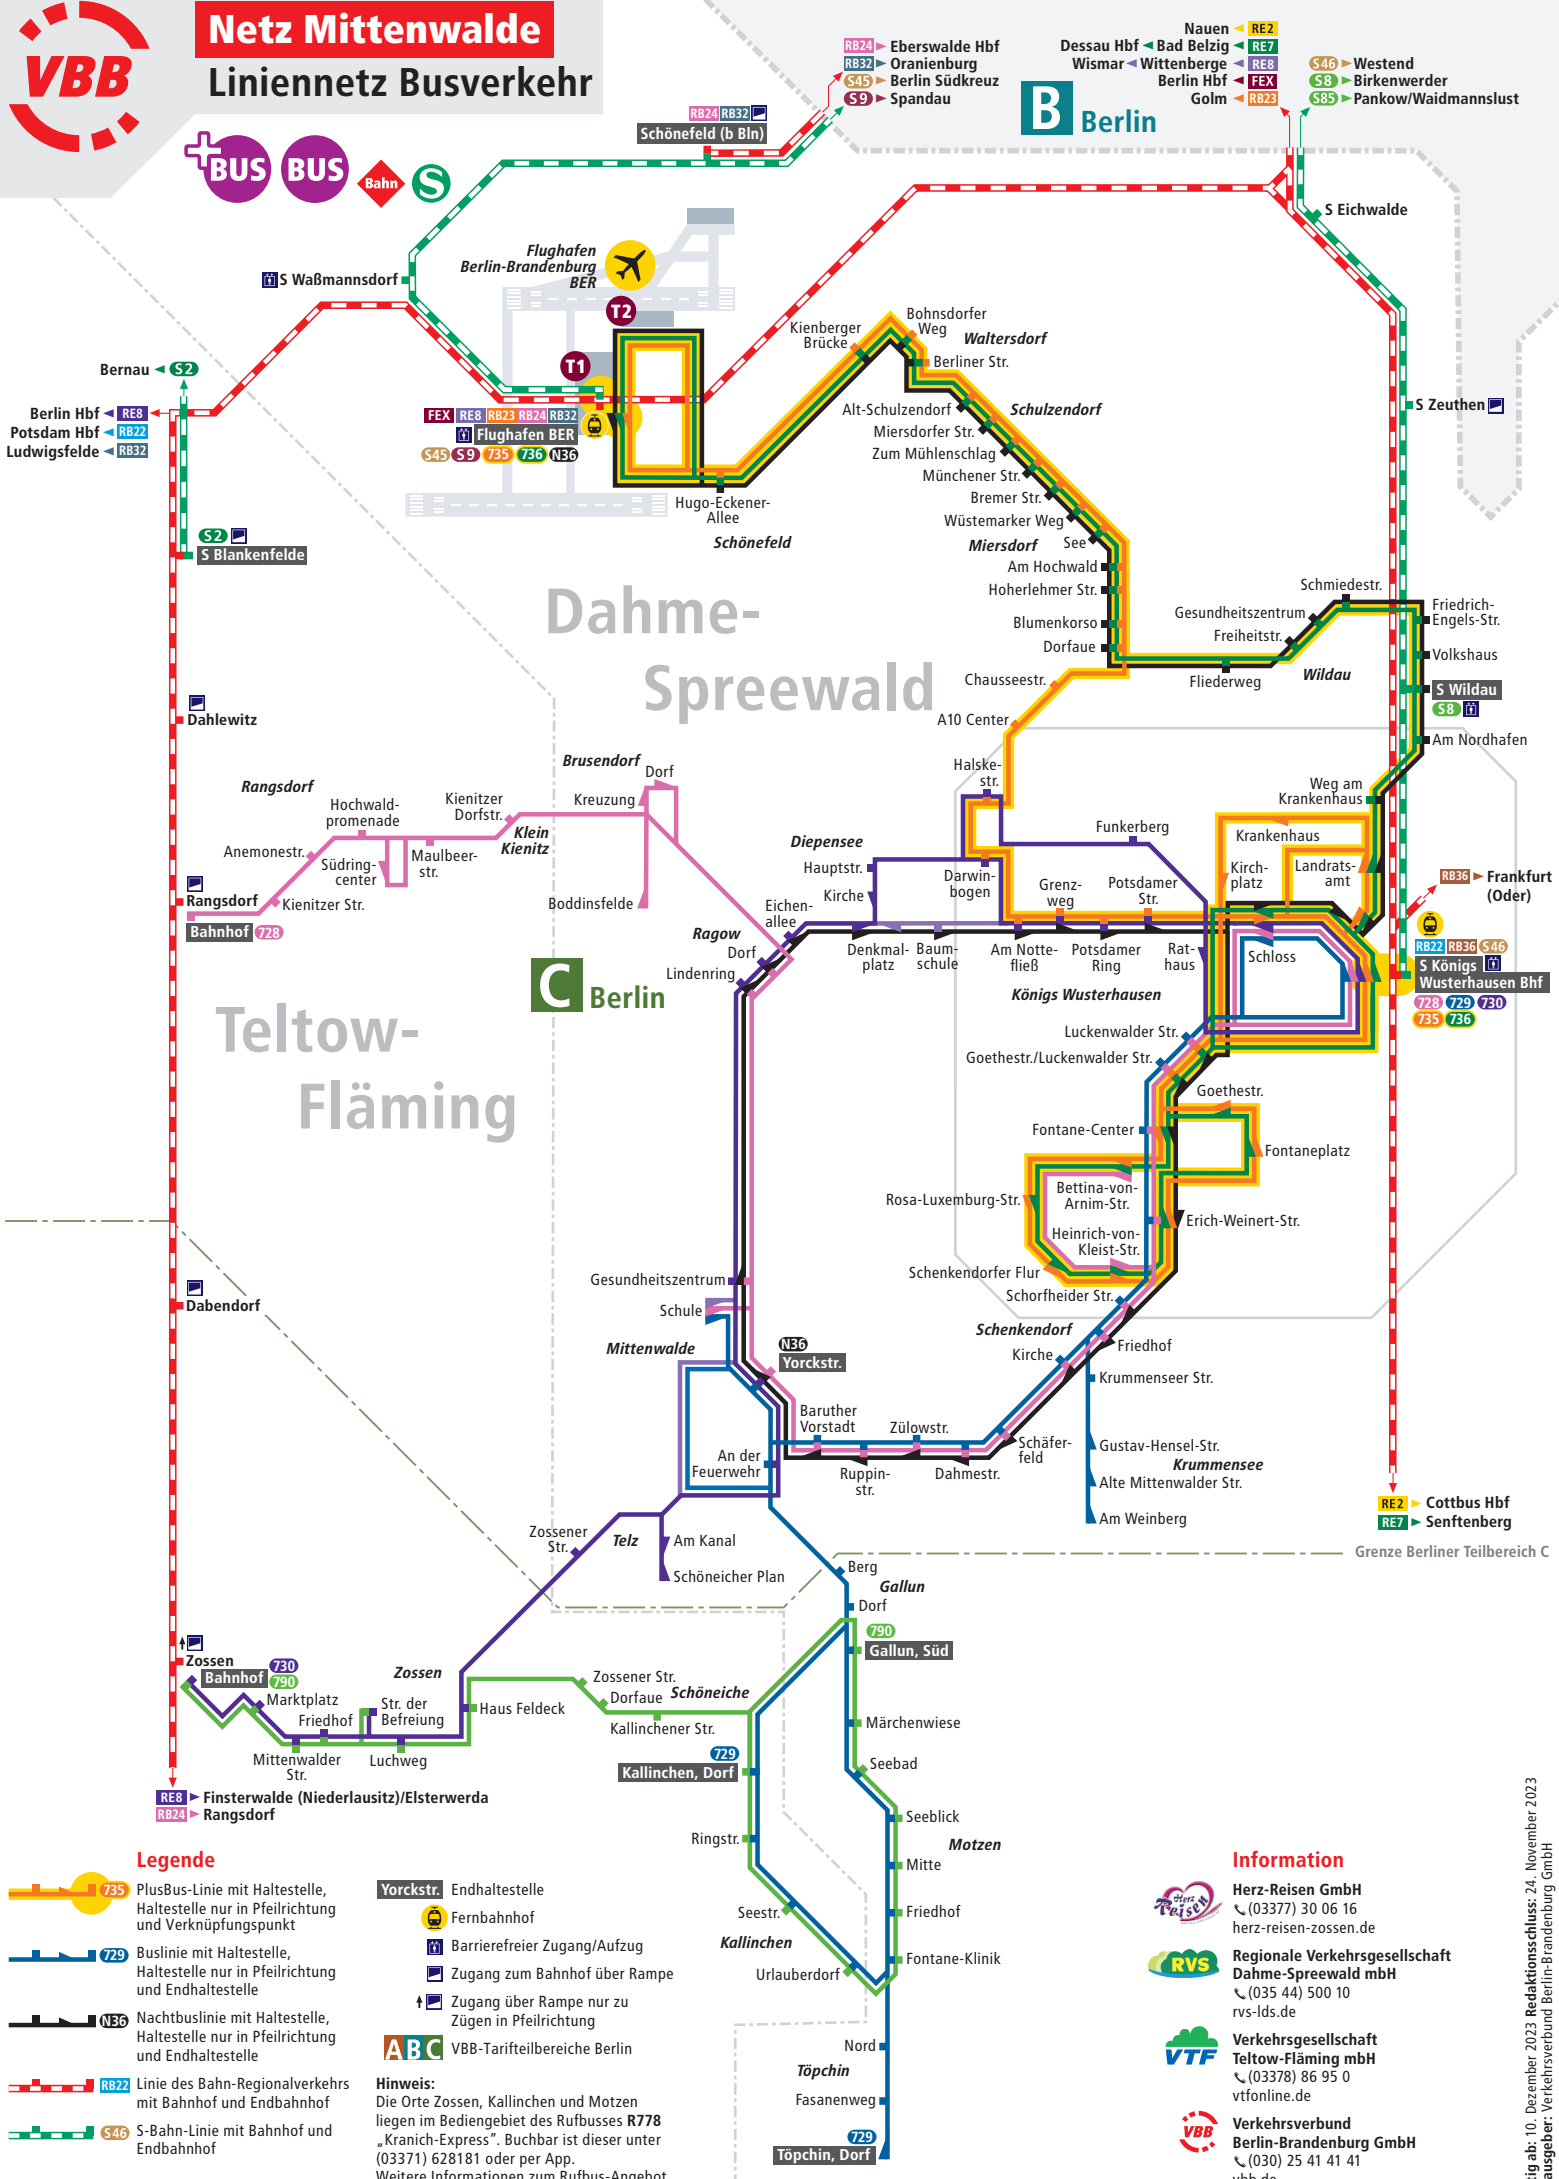 VBB
Netz Mittenwalde
Liniennetz Busverkehr
+BUS
BUS
Bahn
S
RB24 Eberswalde Hbf
RB32 Oranienburg
S45 Berlin Südkreuz
S9 Spandau
RB24 RB32
Schönefeld (b Bln)
B Berlin
Nauen RE2
Dessau Hbf Bad Belzig RE7
Wismar Wittenberge RE8
Berlin Hbf FEX
Golm RB23
S46 Westend
S8 Birkenwerder
S85 Pankow/Waidmannslust
S Eichwalde
S Waßmannsdorf
Flughafen
Berlin-Brandenburg
BER
T2
T1
FEX RE8 RB23 RB24 RB32
Flughafen BER
S45 S9 735 736 N36
Hugo-Eckener-
Allee
Schönefeld
Kienberger
Brücke
Bohnsdorfer
Weg
Waltersdorf
Berliner Str.
Alt-Schulzendorf
Schulzendorf
Miersdorfer Str.
Zum Mühlenschlag
Münchener Str.
Bremer Str.
Wüstemarker Weg
Miersdorf
See
Am Hochwald
Hoherlehmer Str.
Blumenkorso
Dorfaue
Chausseestr.
A10 Center
S Zeuthen
Schmiedestr.
Gesundheitszentrum
Freiheitstr.
Fliederweg
Wildau
Friedrich-
Engels-Str.
Volkshaus
S Wildau
S8
Am Nordhafen
Weg am
Krankenhaus
Bernau S2
Berlin Hbf RE8
Potsdam Hbf RB22
Ludwigsfelde RB32
S2
S Blankenfelde
Dahlewitz
Dahme-
Spreewald
Rangsdorf
Hochwald-
promenade
Anemonestr.
Südring-
center
Maulbeer-
str.
Kienitzer
Dorfstr.
Klein
Kienitz
Kienitzer Str.
Rangsdorf
Bahnhof 728
Brusendorf
Dorf
Kreuzung
Boddinsfelde
Halske-
str.
Diepensee
Hauptstr.
Kirche
Darwin-
bogen
Funkerberg
Grenz-
weg
Potsdamer
Str.
Krankenhaus
Kirch-
platz
Landrats-
amt
RB36 Frankfurt
(Oder)
Eichen-
allee
Ragow
Dorf
Lindenring
Denkmal-
platz
Baum-
schule
Am Notte-
fließ
Potsdamer
Ring
Rat-
haus
Schloss
Königs Wusterhausen
RB22 RB36 S46
S Königs
Wusterhausen Bhf
728 729 730
735 736
C Berlin
Teltow-
Fläming
Luckenwalder Str.
Goethestr./Luckenwalder Str.
Goethestr.
Fontane-Center
Fontaneplatz
Bettina-von-
Arnim-Str.
Rosa-Luxemburg-Str.
Erich-Weinert-Str.
Heinrich-von-
Kleist-Str.
Schenkendorfer Flur
Schorfheider Str.
Schenkendorf
Kirche
Friedhof
Krummenseer Str.
Gustav-Hensel-Str.
Krummensee
Alte Mittenwalder Str.
Am Weinberg
Dabendorf
Gesundheitszentrum
Schule
Mittenwalde
N36
Yorckstr.
Baruther
Vorstadt
Zülowstr.
Ruppin-
str.
Dahmestr.
Schäfer-
feld
An der
Feuerwehr
RE2 Cottbus Hbf
RE7 Senftenberg
Grenze Berliner Teilbereich C
Zossener
Str.
Telz
Am Kanal
Schöneicher Plan
Berg
Gallun
Dorf
790
Gallun, Süd
Zossen
Bahnhof 730
790
Marktplatz
Friedhof
Mittenwalder
Str.
Zossen
Str. der
Befreiung
Luchweg
Haus Feldeck
Zossener Str.
Dorfaue
Schöneiche
Kallinchener Str.
729
Kallinchen, Dorf
Märchenwiese
Seebad
Seeblick
Motzen
Mitte
Friedhof
Fontane-Klinik
Ringstr.
Seestr.
Kallinchen
Urlauberdorf
Nord
Töpchin
Fasanenweg
729
Töpchin, Dorf
RE8 Finsterwalde (Niederlausitz)/Elsterwerda
RB24 Rangsdorf
Legende
735 PlusBus-Linie mit Haltestelle,
Haltestelle nur in Pfeilrichtung
und Verknüpfungspunkt
729 Buslinie mit Haltestelle,
Haltestelle nur in Pfeilrichtung
und Endhaltestelle
N36 Nachtbuslinie mit Haltestelle,
Haltestelle nur in Pfeilrichtung
und Endhaltestelle
RB22 Linie des Bahn-Regionalverkehrs
mit Bahnhof und Endbahnhof
S46 S-Bahn-Linie mit Bahnhof und
Endbahnhof
Yorckstr. Endhaltestelle
Fernbahnhof
Barrierefreier Zugang/Aufzug
Zugang zum Bahnhof über Rampe
Zugang über Rampe nur zu
Zügen in Pfeilrichtung
ABC VBB-Tarifteilbereiche Berlin
Hinweis:
Die Orte Zossen, Kallinchen und Motzen
liegen im Bediengebiet des Rufbusses R778
„Kranich-Express". Buchbar ist dieser unter
(03371) 628181 oder per App.
Weitere Informationen zum Rufbus-Angebot
Information
Herz Reisen
Herz-Reisen GmbH
(03377) 30 06 16
herz-reisen-zossen.de
RVS
Regionale Verkehrsgesellschaft
Dahme-Spreewald mbH
(035 44) 500 10
rvs-lds.de
VTF
Verkehrsgesellschaft
Teltow-Fläming mbH
(03378) 86 95 0
vtfonline.de
VBB
Verkehrsverbund
Berlin-Brandenburg GmbH
(030) 25 41 41 41
vbb.de
tig ab: 10. Dezember 2023 Redaktionsschluss: 24. November 2023
ausgeber: Verkehrsverbund Berlin-Brandenburg GmbH